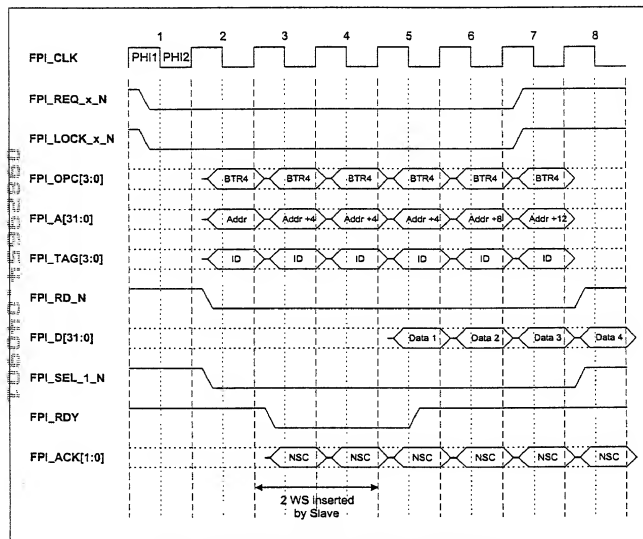 1 2 3 4 5 6 7 8
FPI_CLK PHI1 PHI2
FPI_REQ_x_N
FPI_LOCK_x_N
FPI_OPC[3:0] BTR4 BTR4 BTR4 BTR4 BTR4 BTR4
FPI_A[31:0] Addr Addr +4 Addr +4 Addr +4 Addr +8 Addr +12
FPI_TAG[3:0] ID ID ID ID ID ID
FPI_RD_N
FPI_D[31:0] Data 1 Data 2 Data 3 Data 4
FPI_SEL_1_N
FPI_RDY
FPI_ACK[1:0] NSC NSC NSC NSC NSC NSC
2 WS inserted
by Slave